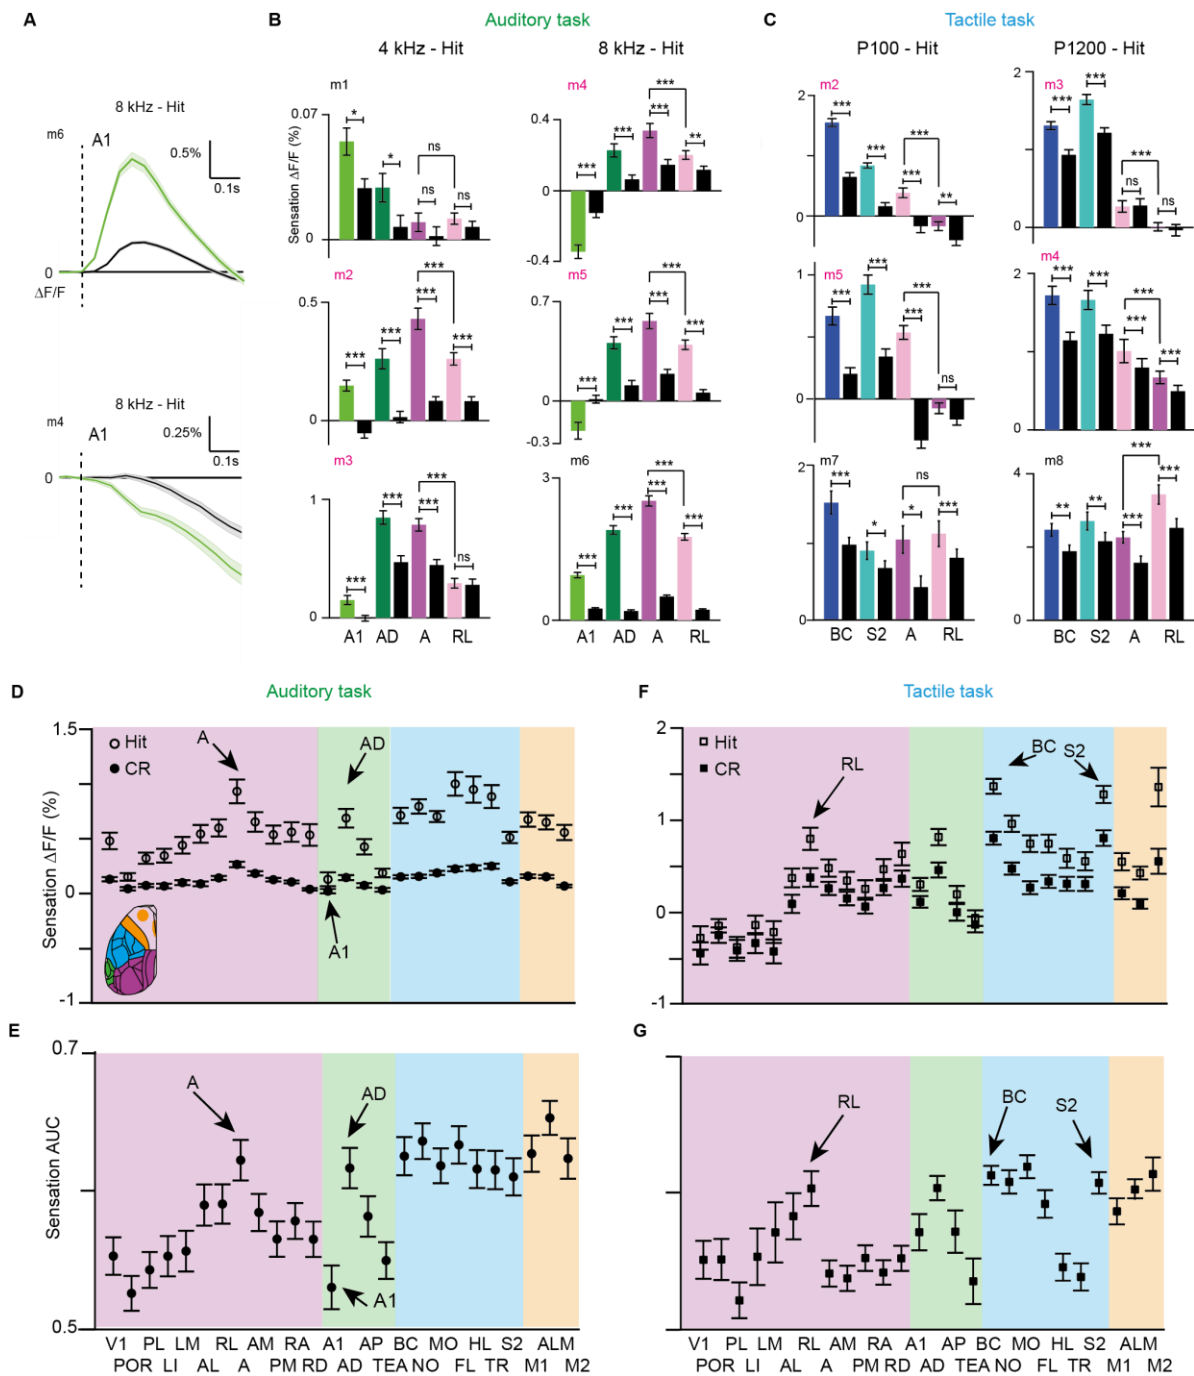 A
B
Auditory task
C
Tactile task
4 kHz - Hit
8 kHz - Hit
P100 - Hit
P1200 - Hit
8 kHz - Hit
m6
A1
0.5%
0.1s
0
ΔF/F
8 kHz - Hit
m4
A1
0.25%
0.1s
0
Sensation ΔF/F (%)
m1
0.07
0
*
*
ns
ns
ns
m2
0.5
0
***
***
***
***
***
m3
1
0
***
***
***
***
ns
A1 AD A RL
m4
0.4
0
-0.4
***
***
***
***
**
m5
0.7
0
-0.3
***
***
***
***
***
m6
3
0
***
***
***
***
***
A1 AD A RL
m2
2
0
***
***
***
***
**
m5
1
0
***
***
***
***
ns
m7
2
0
***
*
*
ns
***
BC S2 A RL
m3
2
0
***
***
***
ns
ns
m4
2
0
***
***
***
***
***
m8
4
2
0
**
**
***
***
***
BC S2 A RL
D
Auditory task
Sensation ΔF/F (%)
1.5
0
-1
Hit
CR
A
AD
A1
F
Tactile task
2
1
0
-1
Hit
CR
RL
BC
S2
E
Sensation AUC
0.7
0.5
A
AD
A1
V1 PL LM RL AM RA A1 AP BC MO HL S2 ALM
POR LI AL A PM RD AD TEA NO FL TR M1 M2
G
RL
BC
S2
V1 PL LM RL AM RA A1 AP BC MO HL S2 ALM
POR LI AL A PM RD AD TEA NO FL TR M1 M2